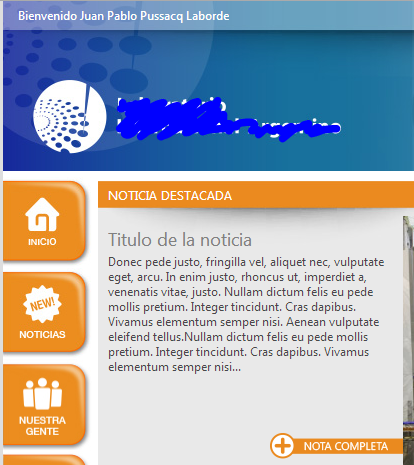 Bienvenido Juan Pablo Pussacq Laborde
INICIO
NEW!
NOTICIAS
NUESTRA
GENTE
NOTICIA DESTACADA
Titulo de la noticia
Donec pede justo, fringilla vel, aliquet nec, vulputate
eget, arcu. In enim justo, rhoncus ut, imperdiet a,
venenatis vitae, justo. Nullam dictum felis eu pede
mollis pretium. Integer tincidunt. Cras dapibus.
Vivamus elementum semper nisi. Aenean vulputate
eleifend tellus.Nullam dictum felis eu pede mollis
pretium. Integer tincidunt. Cras dapibus. Vivamus
elementum semper nisi...
NOTA COMPLETA